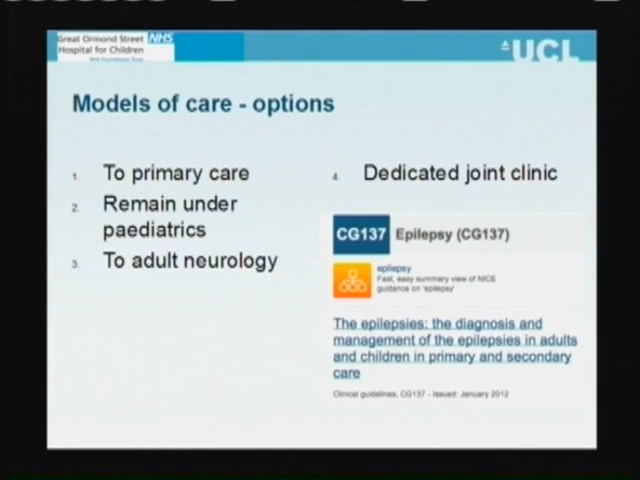 Great Ormond Street NHS
Hospital for Children
NHS Foundation Trust
UCL
Models of care - options
1. To primary care
2. Remain under
paediatrics
3. To adult neurology
4. Dedicated joint clinic
CG137 Epilepsy (CG137)
epilepsy
Fast, easy summary view of NICE
guidance on 'epilepsy'
The epilepsies: the diagnosis and
management of the epilepsies in adults
and children in primary and secondary
care
Clinical guidelines, CG137 - Issued: January 2012